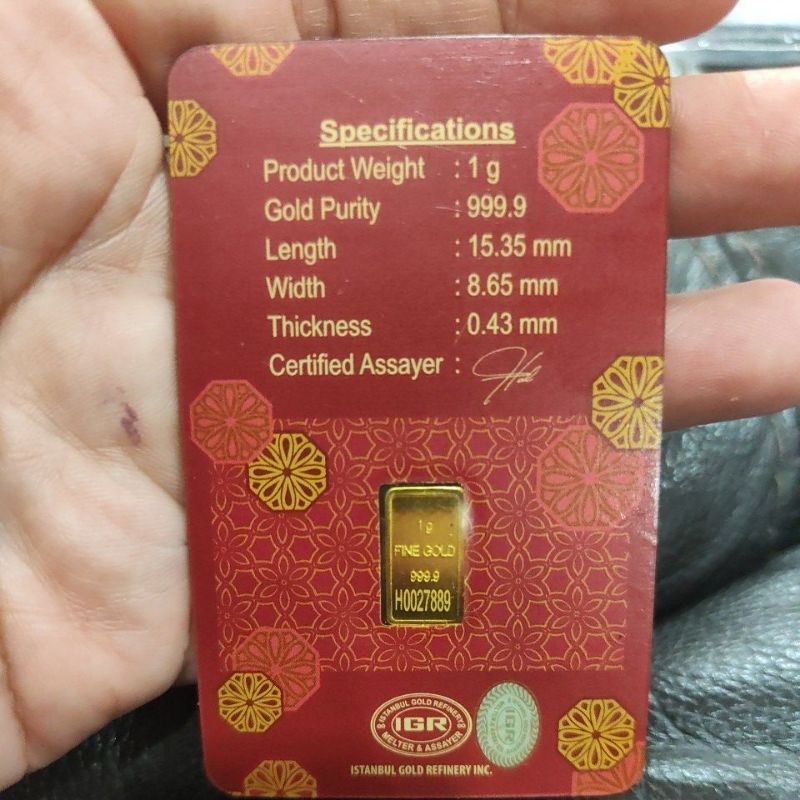 Specifications
Product Weight : 1 g
Gold Purity : 999.9
Length : 15.35 mm
Width : 8.65 mm
Thickness : 0.43 mm
Certified Assayer :
1g
FINE GOLD
999.9
H0027889
ISTANBUL GOLD REFINERY
IGR
MELTER & ASSAYER
IGR
ISTANBUL GOLD REFINERY INC.